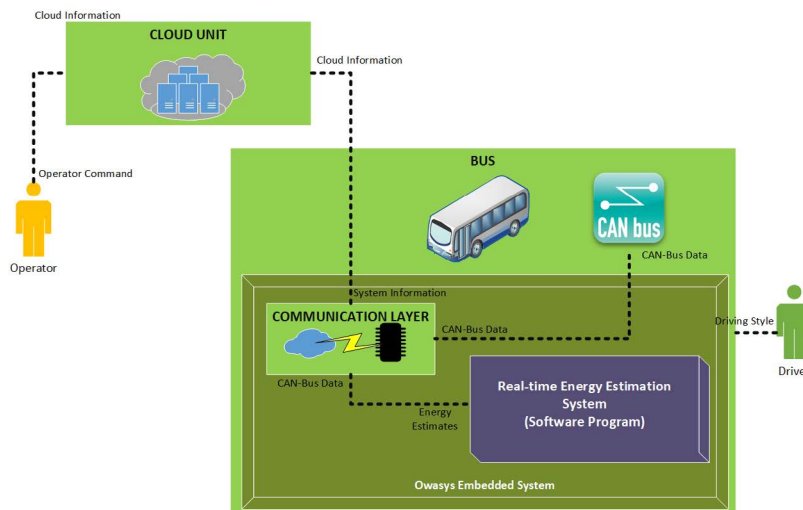 Cloud Information
CLOUD UNIT
Cloud Information
Operator Command
Operator
BUS
CAN bus
CAN-Bus Data
System Information
COMMUNICATION LAYER
CAN-Bus Data
Driving Style
Drive
CAN-Bus Data
Energy
Estimates
Real-time Energy Estimation
System
(Software Program)
Owasys Embedded System